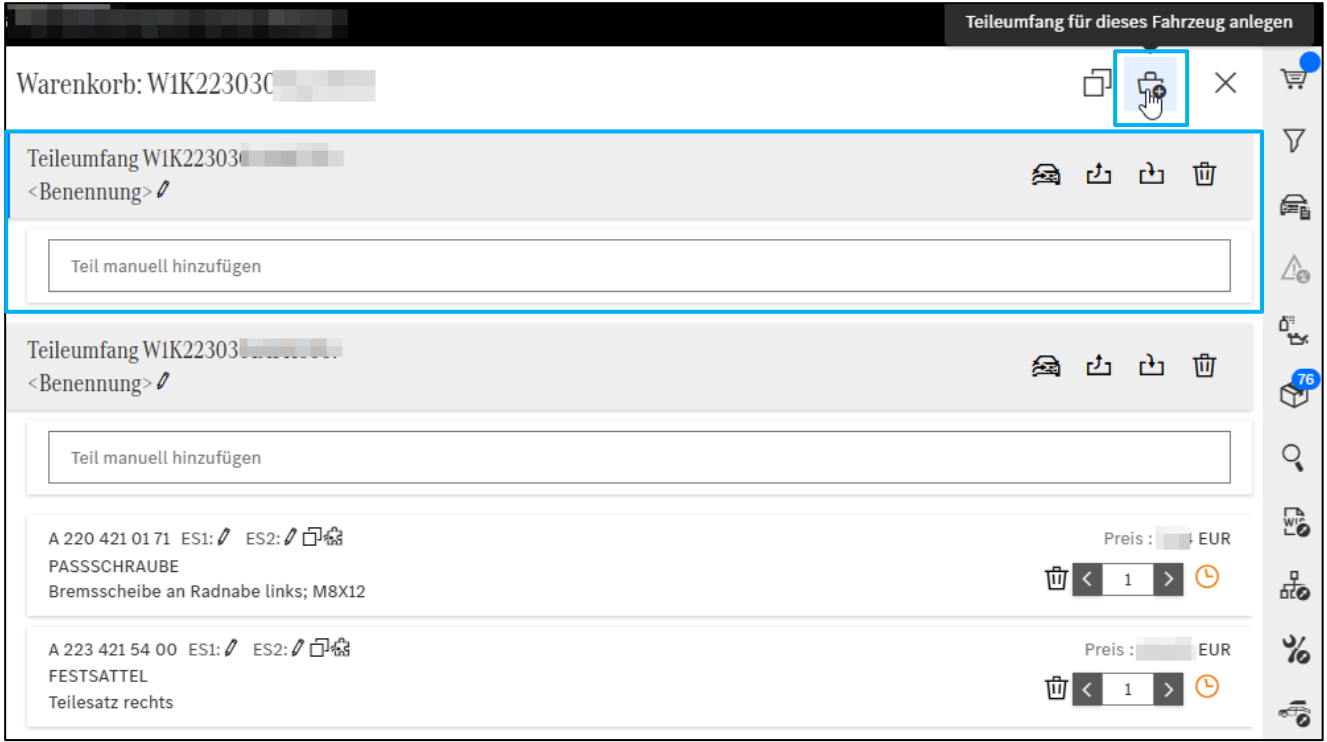 Teileumfang für dieses Fahrzeug anlegen
Warenkorb: W1K223030
Teileumfang W1K22303
<Benennung>
Teil manuell hinzufügen
Teileumfang W1K22303
<Benennung>
Teil manuell hinzufügen
76
A 220 421 01 71 ES1: ES2:
Preis : EUR
PASSSCHRAUBE
Bremsscheibe an Radnabe links; M8X12
1
A 223 421 54 00 ES1: ES2:
Preis : EUR
FESTSATTEL
Teilesatz rechts
1
WIS